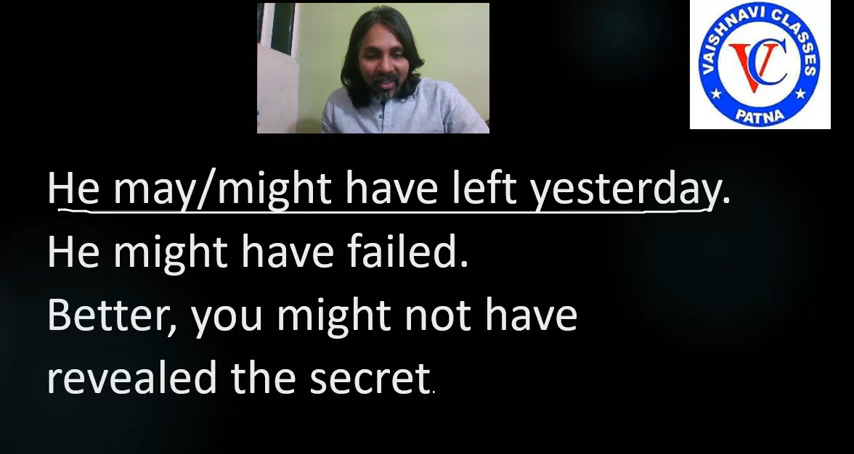 VAISHNAVI CLASSES
VC
PATNA
He may/might have left yesterday.
He might have failed.
Better, you might not have
revealed the secret.